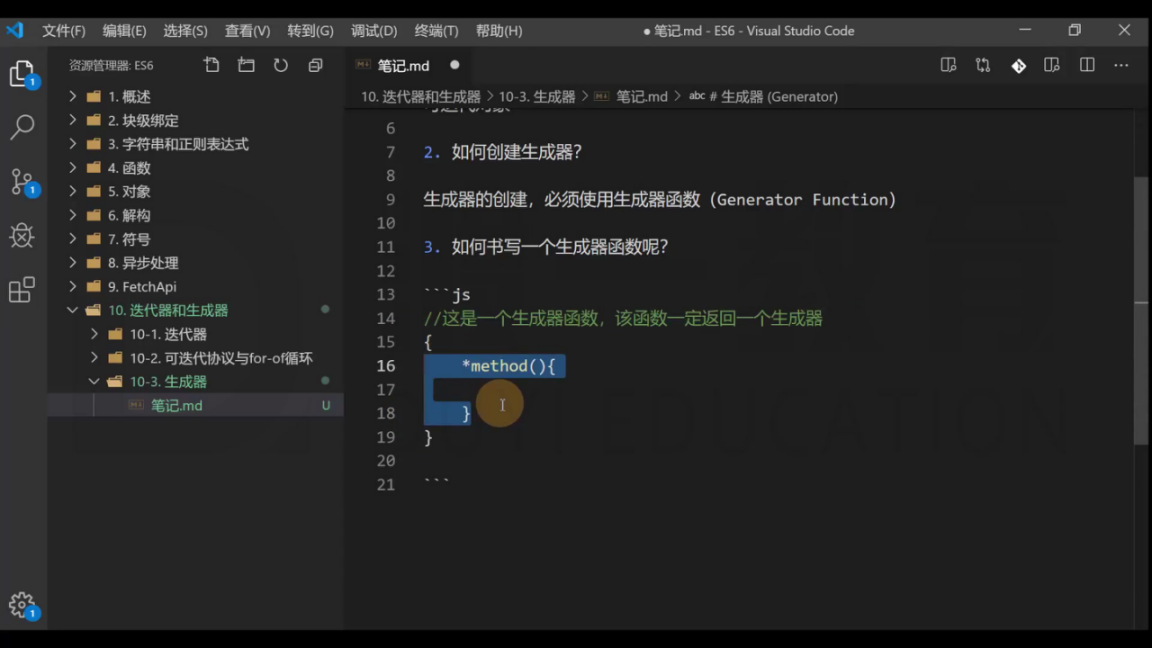 文件(F) 编辑(E) 选择(S) 查看(V) 转到(G) 调试(D) 终端(T) 帮助(H) ● 笔记.md - ES6 - Visual Studio Code
资源管理器: ES6
笔记.md
10. 迭代器和生成器 > 10-3. 生成器 > 笔记.md > abc # 生成器 (Generator)
1. 概述
2. 块级绑定
3. 字符串和正则表达式
4. 函数
5. 对象
6. 解构
7. 符号
8. 异步处理
9. FetchApi
10. 迭代器和生成器
10-1. 迭代器
10-2. 可迭代协议与for-of循环
10-3. 生成器
笔记.md U
6
7 2. 如何创建生成器?
8
9 生成器的创建，必须使用生成器函数（Generator Function）
10
11 3. 如何书写一个生成器函数呢?
12
13 ```js
14 //这是一个生成器函数，该函数一定返回一个生成器
15 {
16 *method(){
17
18 }
19 }
20
21 ```
1
1
1